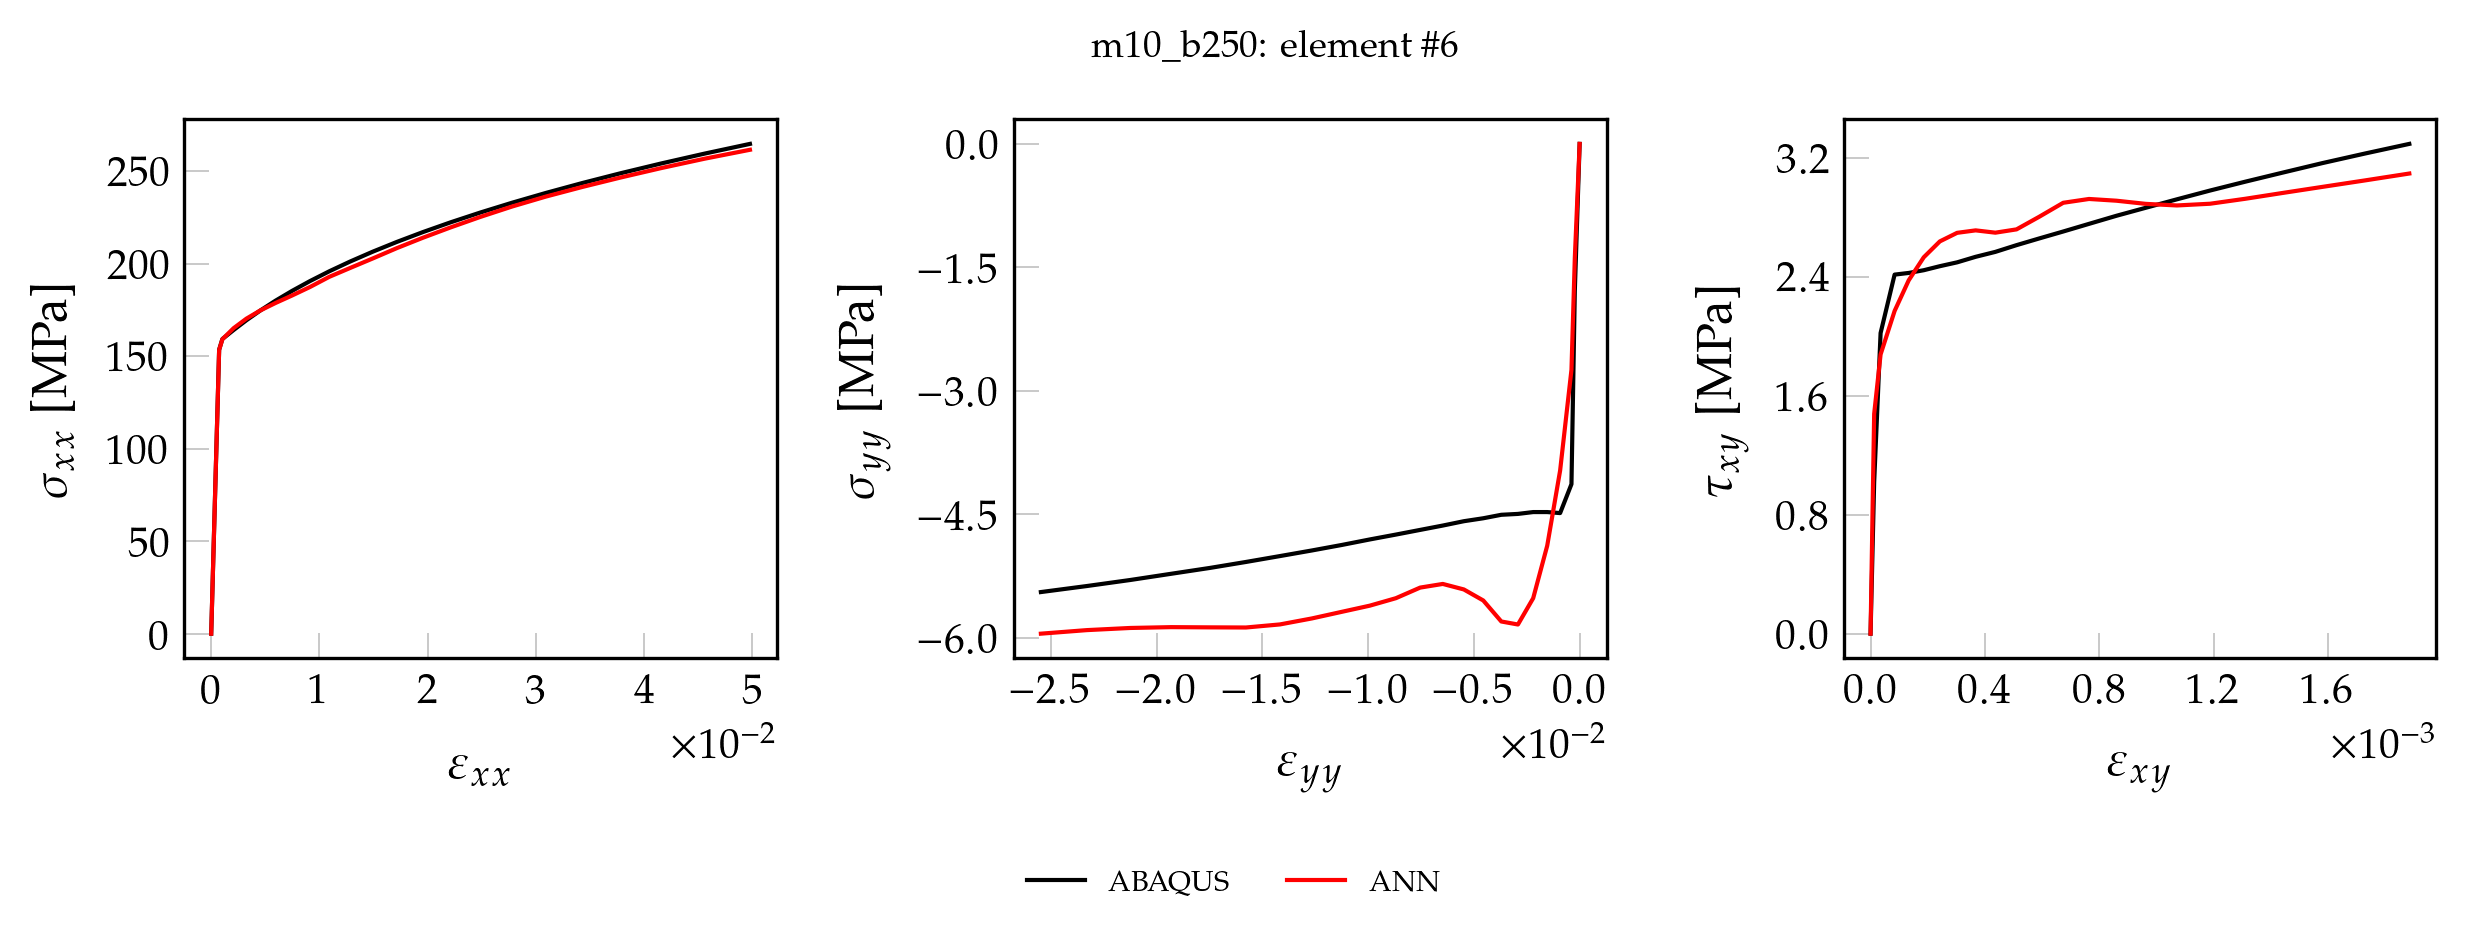 m10_b250: element #6
σxx [MPa]
250
200
150
100
50
0
0 1 2 3 4 5
×10−2
εxx
σyy [MPa]
0.0
−1.5
−3.0
−4.5
−6.0
−2.5 −2.0 −1.5 −1.0 −0.5 0.0
×10−2
εyy
τxy [MPa]
3.2
2.4
1.6
0.8
0.0
0.0 0.4 0.8 1.2 1.6
×10−3
εxy
ABAQUS ANN